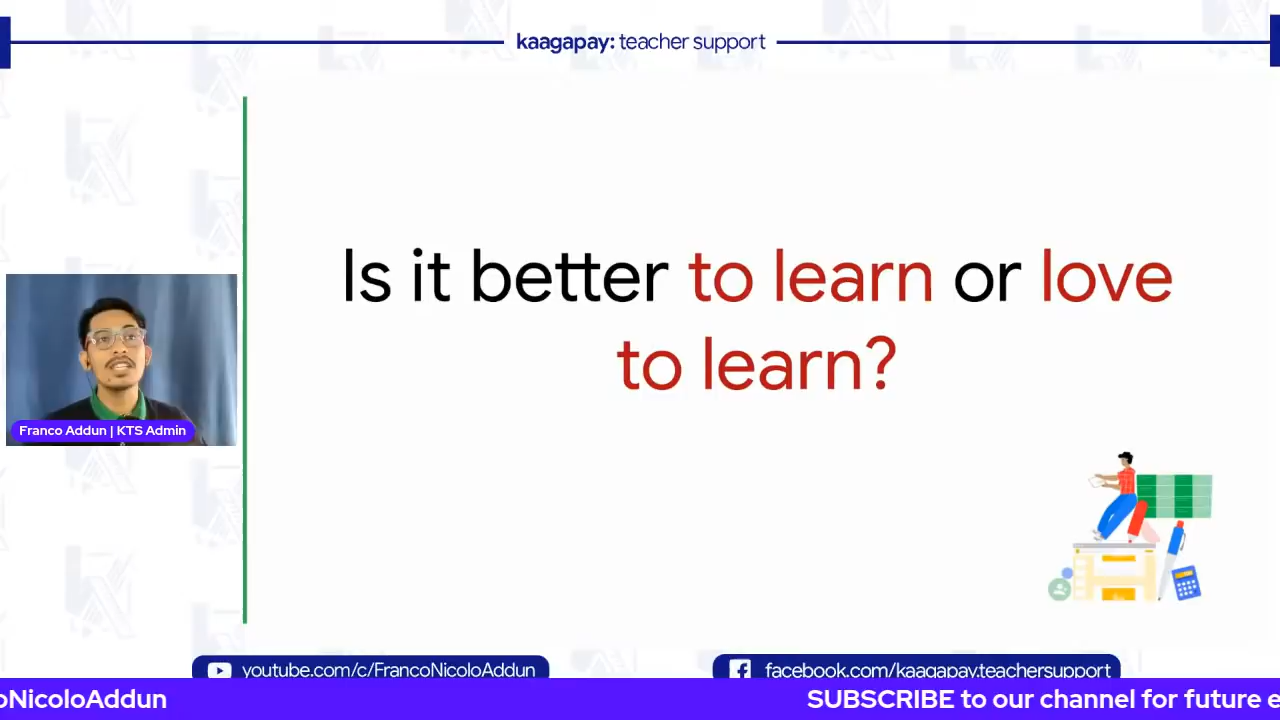 kaagapay: teacher support
Is it better to learn or love
to learn?
Franco Addun | KTS Admin
youtube.com/c/FrancoNicoloAddun
facebook.com/kaagapay.teachersupport
oNicoloAddun
SUBSCRIBE to our channel for future e